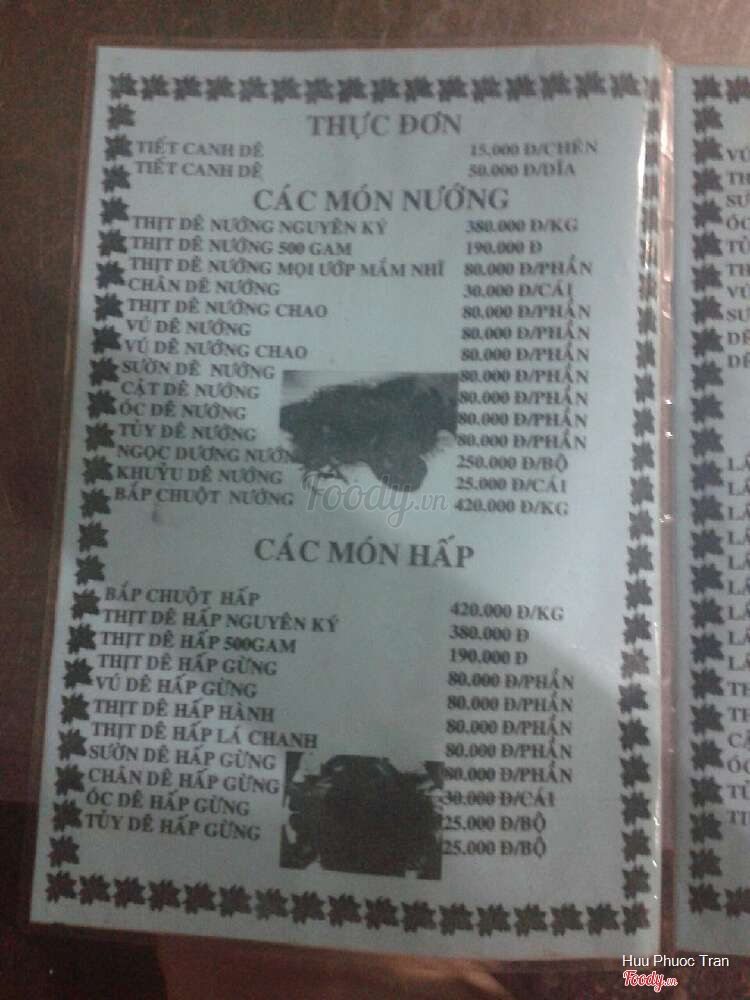 THỰC ĐƠN
TIẾT CANH DÊ 15.000 Đ/CHÉN
TIẾT CANH DÊ 50.000 Đ/DĨA
CÁC MÓN NƯỚNG
THỊT DÊ NƯỚNG NGUYÊN KÝ 380.000 Đ/KG
THỊT DÊ NƯỚNG 500 GAM 190.000 Đ
THỊT DÊ NƯỚNG MỌI ƯỚP MẮM NHĨ 80.000 Đ/PHẦN
CHÂN DÊ NƯỚNG 30.000 Đ/CÁI
THỊT DÊ NƯỚNG CHAO 80.000 Đ/PHẦN
VÚ DÊ NƯỚNG 80.000 Đ/PHẦN
VÚ DÊ NƯỚNG CHAO 80.000 Đ/PHẦN
SƯỜN DÊ NƯỚNG 80.000 Đ/PHẦN
CẬT DÊ NƯỚNG 80.000 Đ/PHẦN
ÓC DÊ NƯỚNG 80.000 Đ/PHẦN
TỦY DÊ NƯỚNG 80.000 Đ/PHẦN
NGỌC DƯƠNG NƯỚN 250.000 Đ/BỘ
KHUỶU DÊ NƯỚNG 25.000 Đ/CÁI
BẮP CHUỘT NƯỚNG 420.000 Đ/KG
Foody.vn
CÁC MÓN HẤP
BẮP CHUỘT HẤP 420.000 Đ/KG
THỊT DÊ HẤP NGUYÊN KÝ 380.000 Đ
THỊT DÊ HẤP 500GAM 190.000 Đ
THỊT DÊ HẤP GỪNG 80.000 Đ/PHẦN
VÚ DÊ HẤP GỪNG 80.000 Đ/PHẦN
THỊT DÊ HẤP HÀNH 80.000 Đ/PHẦN
THỊT DÊ HẤP LÁ CHANH 80.000 Đ/PHẦN
SƯỜN DÊ HẤP GỪNG 80.000 Đ/PHẦN
CHÂN DÊ HẤP GỪNG 30.000 Đ/CÁI
ÓC DÊ HẤP GỪNG 25.000 Đ/BỘ
TỦY DÊ HẤP GỪNG 25.000 Đ/BỘ
Huu Phuoc Tran
Foody.vn